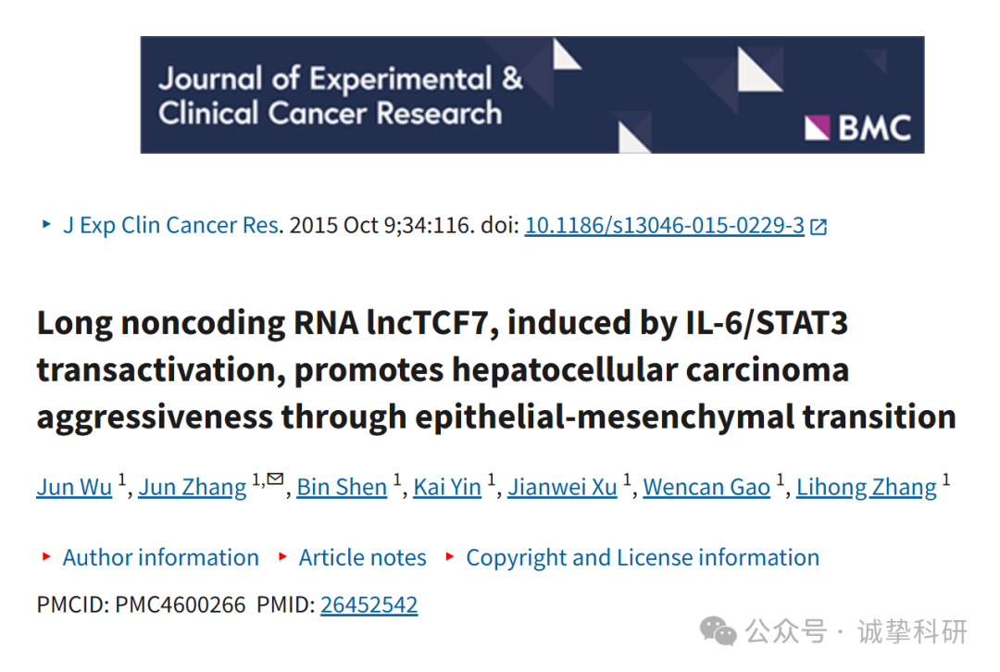 Journal of Experimental &
Clinical Cancer Research
BMC
J Exp Clin Cancer Res. 2015 Oct 9;34:116. doi: 10.1186/s13046-015-0229-3
Long noncoding RNA lncTCF7, induced by IL-6/STAT3
transactivation, promotes hepatocellular carcinoma
aggressiveness through epithelial-mesenchymal transition
Jun Wu 1, Jun Zhang 1,✉, Bin Shen 1, Kai Yin 1, Jianwei Xu 1, Wencan Gao 1, Lihong Zhang 1
Author information Article notes Copyright and License information
PMCID: PMC4600266 PMID: 26452542
公众号 · 诚挚科研